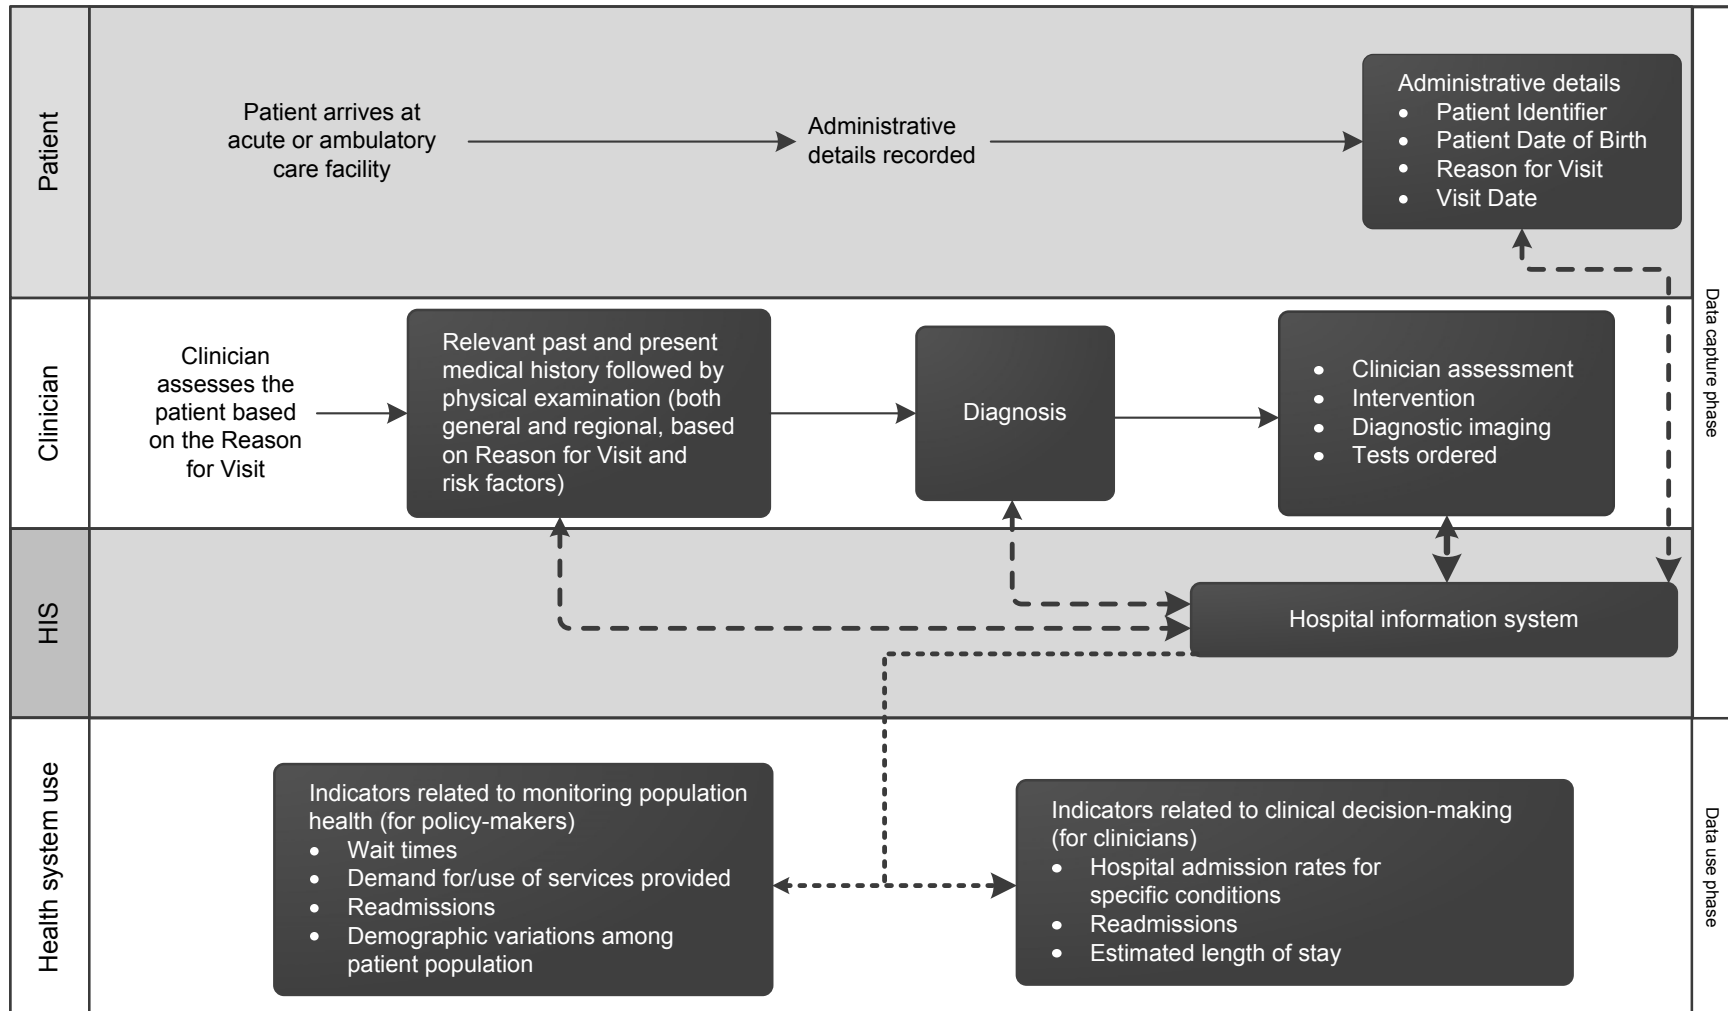 Patient
Patient arrives at
acute or ambulatory
care facility
Administrative
details recorded
Administrative details
• Patient Identifier
• Patient Date of Birth
• Reason for Visit
• Visit Date
Clinician
Clinician
assesses the
patient based
on the Reason
for Visit
Relevant past and present
medical history followed by
physical examination (both
general and regional, based
on Reason for Visit and
risk factors)
Diagnosis
• Clinician assessment
• Intervention
• Diagnostic imaging
• Tests ordered
Data capture phase
HIS
Hospital information system
Health system use
Indicators related to monitoring population
health (for policy-makers)
• Wait times
• Demand for/use of services provided
• Readmissions
• Demographic variations among
patient population
Indicators related to clinical decision-making
(for clinicians)
• Hospital admission rates for
specific conditions
• Readmissions
• Estimated length of stay
Data use phase